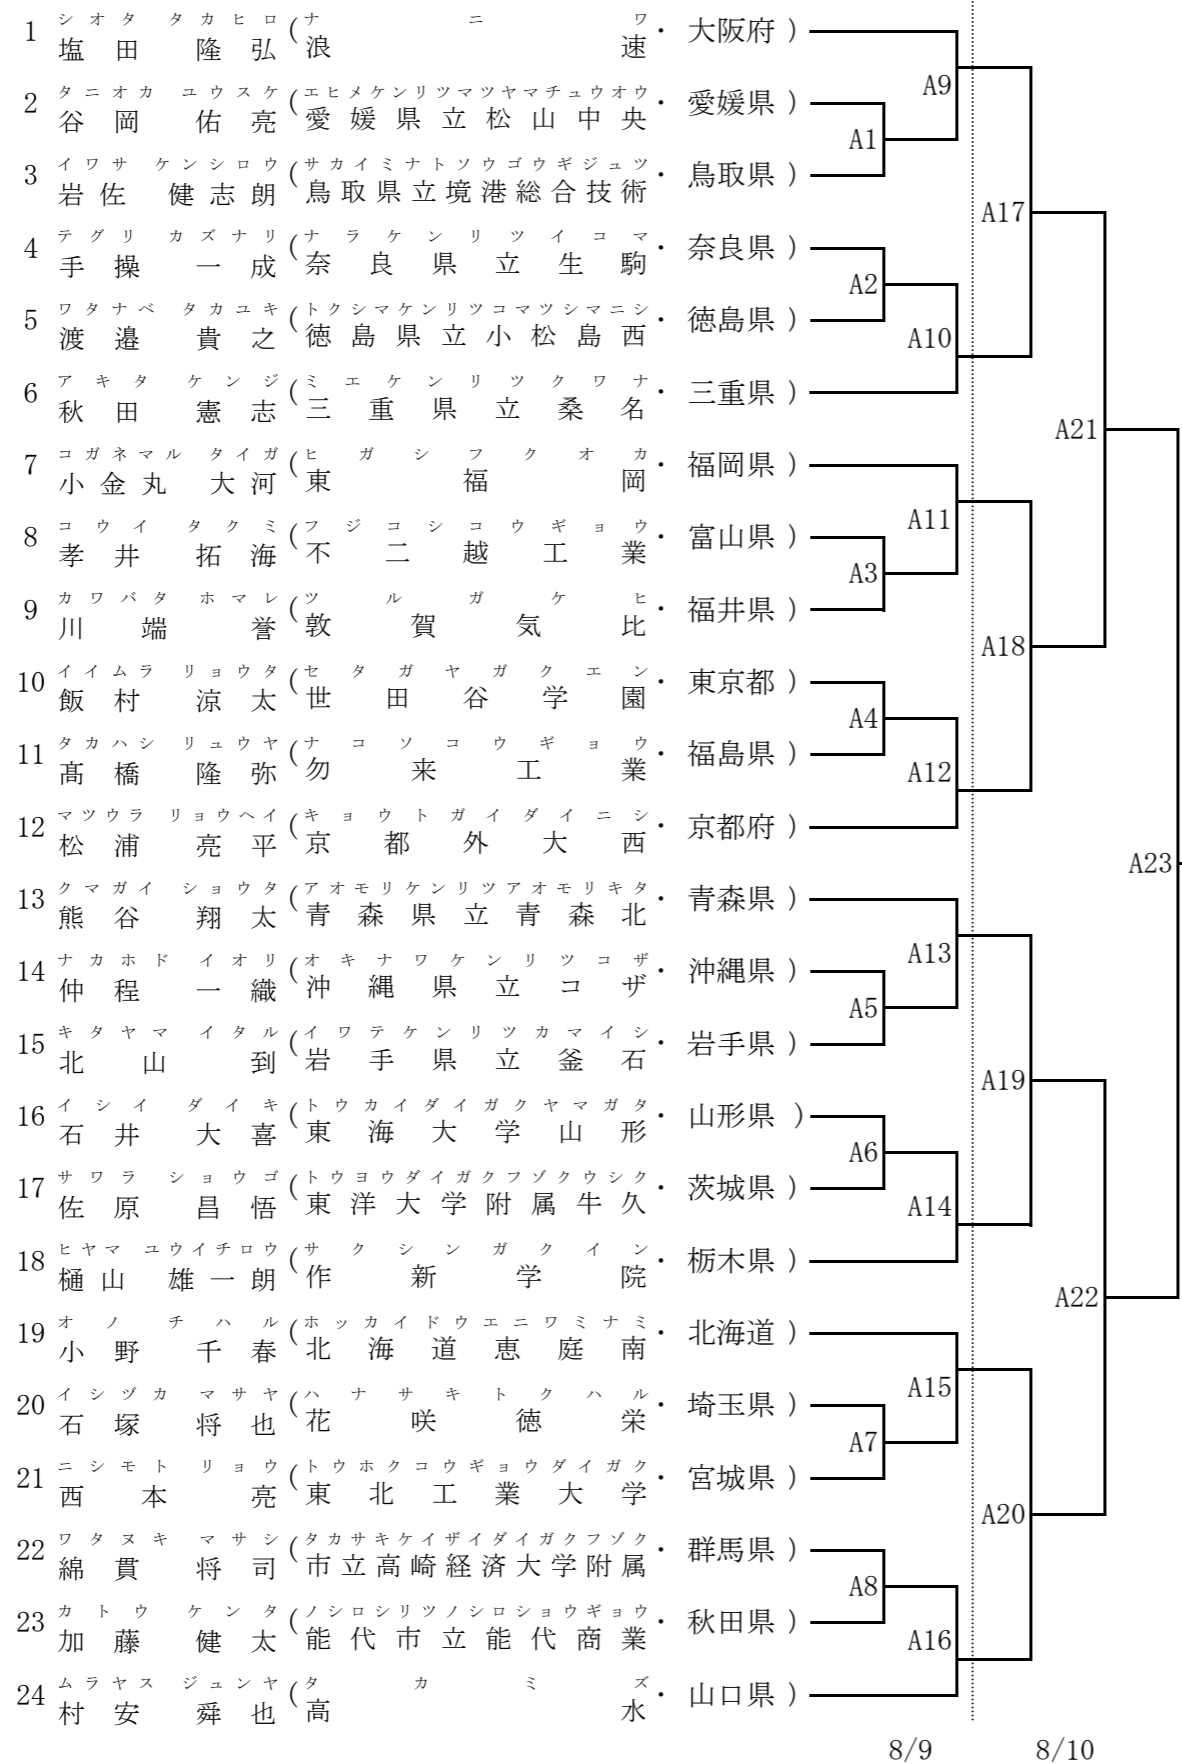 シオタ タカヒロ ナニワ
1 塩田 隆弘 (浪速・大阪府)
A9
タニオカ ユウスケ エヒメケンリツマツヤマチュウオウ
2 谷岡 佑亮 (愛媛県立松山中央・愛媛県)
A1
イワサ ケンシロウ サカイミナトソウゴウギジュツ
3 岩佐 健志朗 (鳥取県立境港総合技術・鳥取県)
A17
テグリ カズナリ ナラケンリツイコマ
4 手操 一成 (奈良県立生駒・奈良県)
A2
ワタナベ タカユキ トクシマケンリツコマツシマニシ
5 渡邉 貴之 (徳島県立小松島西・徳島県)
A10
アキタ ケンジ ミエケンリツクワナ
6 秋田 憲志 (三重県立桑名・三重県)
A21
コガネマル タイガ ヒガシフクオカ
7 小金丸 大河 (東福岡・福岡県)
A11
コウイ タクミ フジコシコウギョウ
8 孝井 拓海 (不二越工業・富山県)
A3
カワバタ ホマレ ツルガケヒ
9 川端 誉 (敦賀気比・福井県)
A18
イイムラ リョウタ セタガヤガクエン
10 飯村 涼太 (世田谷学園・東京都)
A4
タカハシ リュウヤ ナコソコウギョウ
11 髙橋 隆弥 (勿来工業・福島県)
A12
マツウラ リョウヘイ キョウトガイダイニシ
12 松浦 亮平 (京都外大西・京都府)
A23
クマガイ ショウタ アオモリケンリツアオモリキタ
13 熊谷 翔太 (青森県立青森北・青森県)
A13
ナカホド イオリ オキナワケンリツコザ
14 仲程 一織 (沖縄県立コザ・沖縄県)
A5
キタヤマ イタル イワテケンリツカマイシ
15 北山 到 (岩手県立釜石・岩手県)
A19
イシイ ダイキ トウカイダイガクヤマガタ
16 石井 大喜 (東海大学山形・山形県)
A6
サワラ ショウゴ トウヨウダイガクフゾクウシク
17 佐原 昌悟 (東洋大学附属牛久・茨城県)
A14
ヒヤマ ユウイチロウ サクシンガクイン
18 樋山 雄一朗 (作新学院・栃木県)
A22
オノ チハル ホッカイドウエニワミナミ
19 小野 千春 (北海道恵庭南・北海道)
A15
イシヅカ マサヤ ハナサキトクハル
20 石塚 将也 (花咲徳栄・埼玉県)
A7
ニシモト リョウ トウホクコウギョウダイガク
21 西本 亮 (東北工業大学・宮城県)
A20
ワタヌキ マサシ タカサキケイザイダイガクフゾク
22 綿貫 将司 (市立高崎経済大学附属・群馬県)
A8
カトウ ケンタ ノシロシリツノシロショウギョウ
23 加藤 健太 (能代市立能代商業・秋田県)
A16
ムラヤス ジュンヤ タカミズ
24 村安 舜也 (高水・山口県)
8/9 8/10